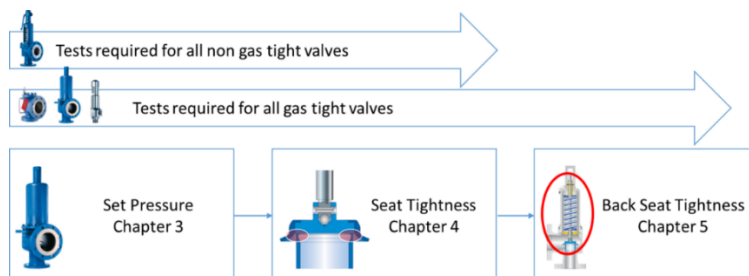 Tests required for all non gas tight valves
Tests required for all gas tight valves
Set Pressure
Chapter 3
Seat Tightness
Chapter 4
Back Seat Tightness
Chapter 5